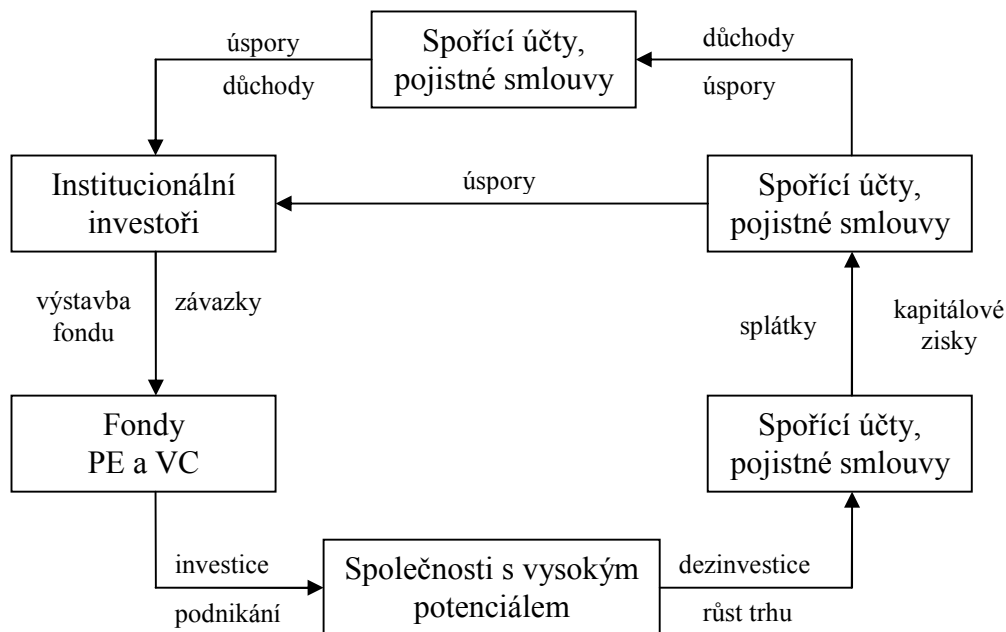 úspory
důchody
Spořící účty,
pojistné smlouvy
důchody
úspory
Institucionální
investoři
úspory
Spořící účty,
pojistné smlouvy
výstavba
fondu
závazky
splátky
kapitálové
zisky
Fondy
PE a VC
Spořící účty,
pojistné smlouvy
investice
podnikání
Společnosti s vysokým
potenciálem
dezinvestice
růst trhu